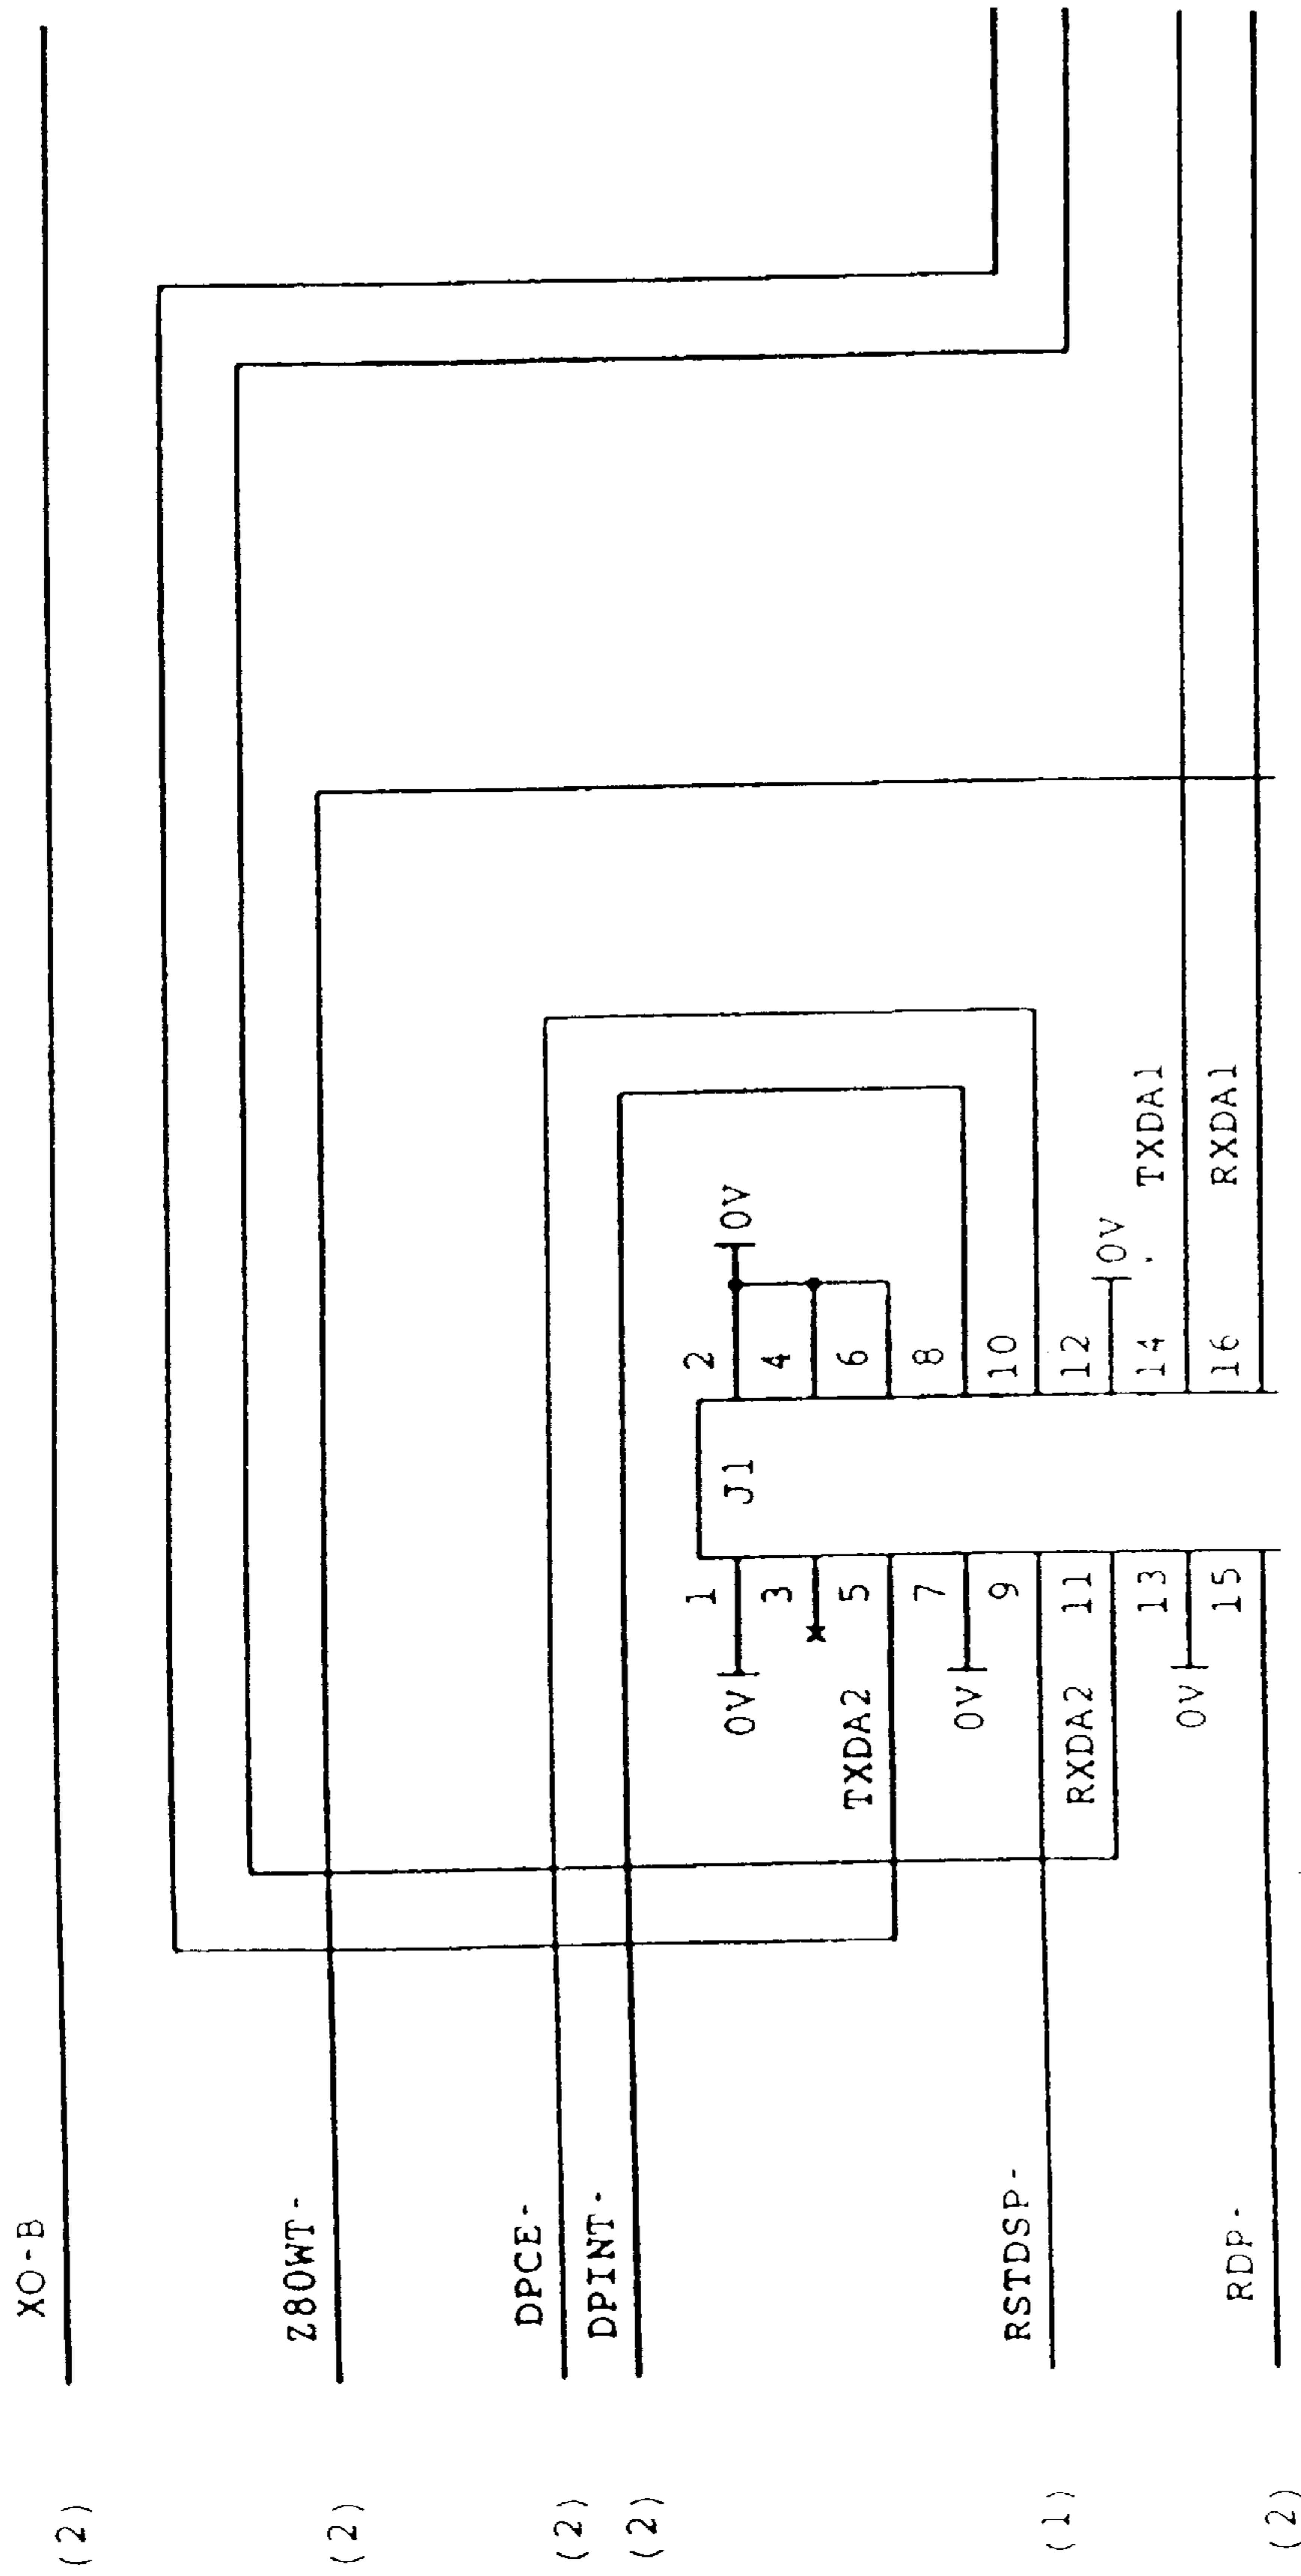 (2) XO-B
(2) Z80WT-
(2) DPCE-
(2) DPINT-
1 J1 2
0V 0V
3 4
TXDA2 5 6
7 8
0V
(1) RSTDSP- 9 10
RXDA2 11 12
0V
13 14 TXDA1
0V
(2) RDP- 15 16 RXDA1